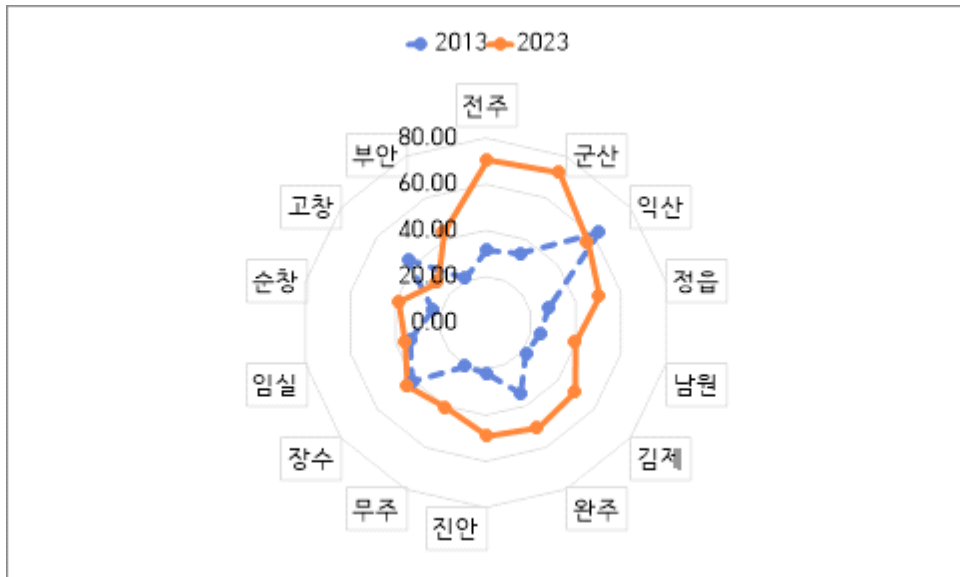 2013 2023
전주
80.00
60.00
40.00
20.00
0.00
군산
익산
정읍
남원
김제
완주
진안
무주
장수
임실
순창
고창
부안